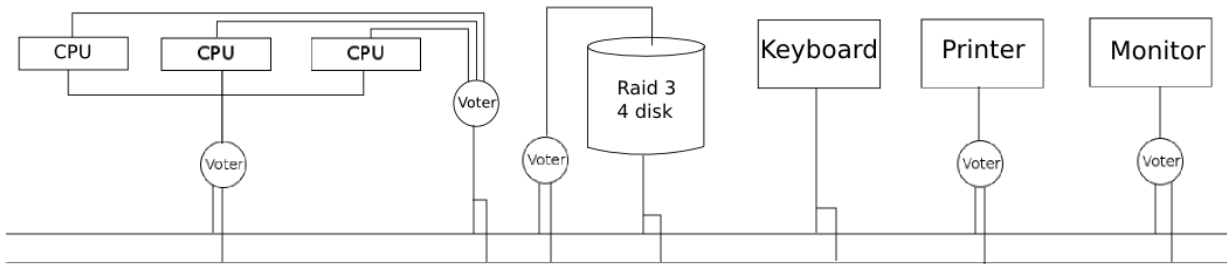 CPU
CPU
CPU
Voter
Voter
Voter
Raid 3
4 disk
Keyboard
Printer
Voter
Monitor
Voter